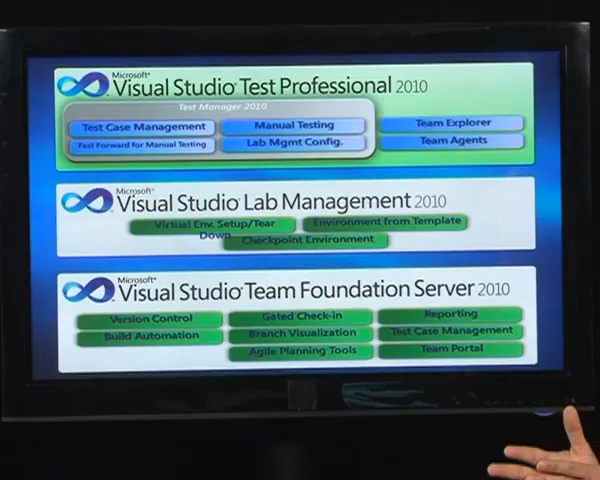 Microsoft®
Visual Studio® Test Professional 2010
Test Manager 2010
Test Case Management
Manual Testing
Team Explorer
Fast Forward for Manual Testing
Lab Mgmt Config.
Team Agents
Microsoft®
Visual Studio® Lab Management 2010
Virtual Env. Setup/Tear
Down
Environment from Template
Checkpoint Environment
Microsoft®
Visual Studio® Team Foundation Server 2010
Version Control
Gated Check-in
Reporting
Build Automation
Branch Visualization
Test Case Management
Agile Planning Tools
Team Portal